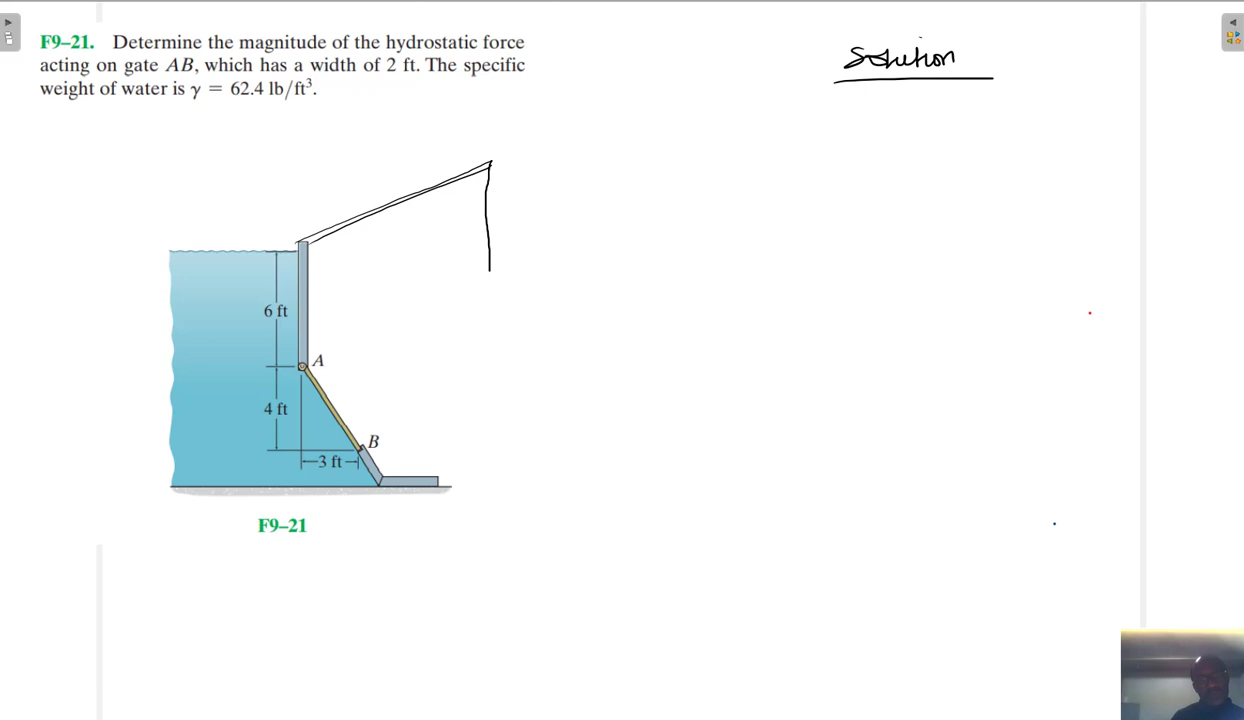 F9–21. Determine the magnitude of the hydrostatic force
acting on gate AB, which has a width of 2 ft. The specific
weight of water is γ = 62.4 lb/ft³.
Solution
6 ft
A
4 ft
B
3 ft
F9–21